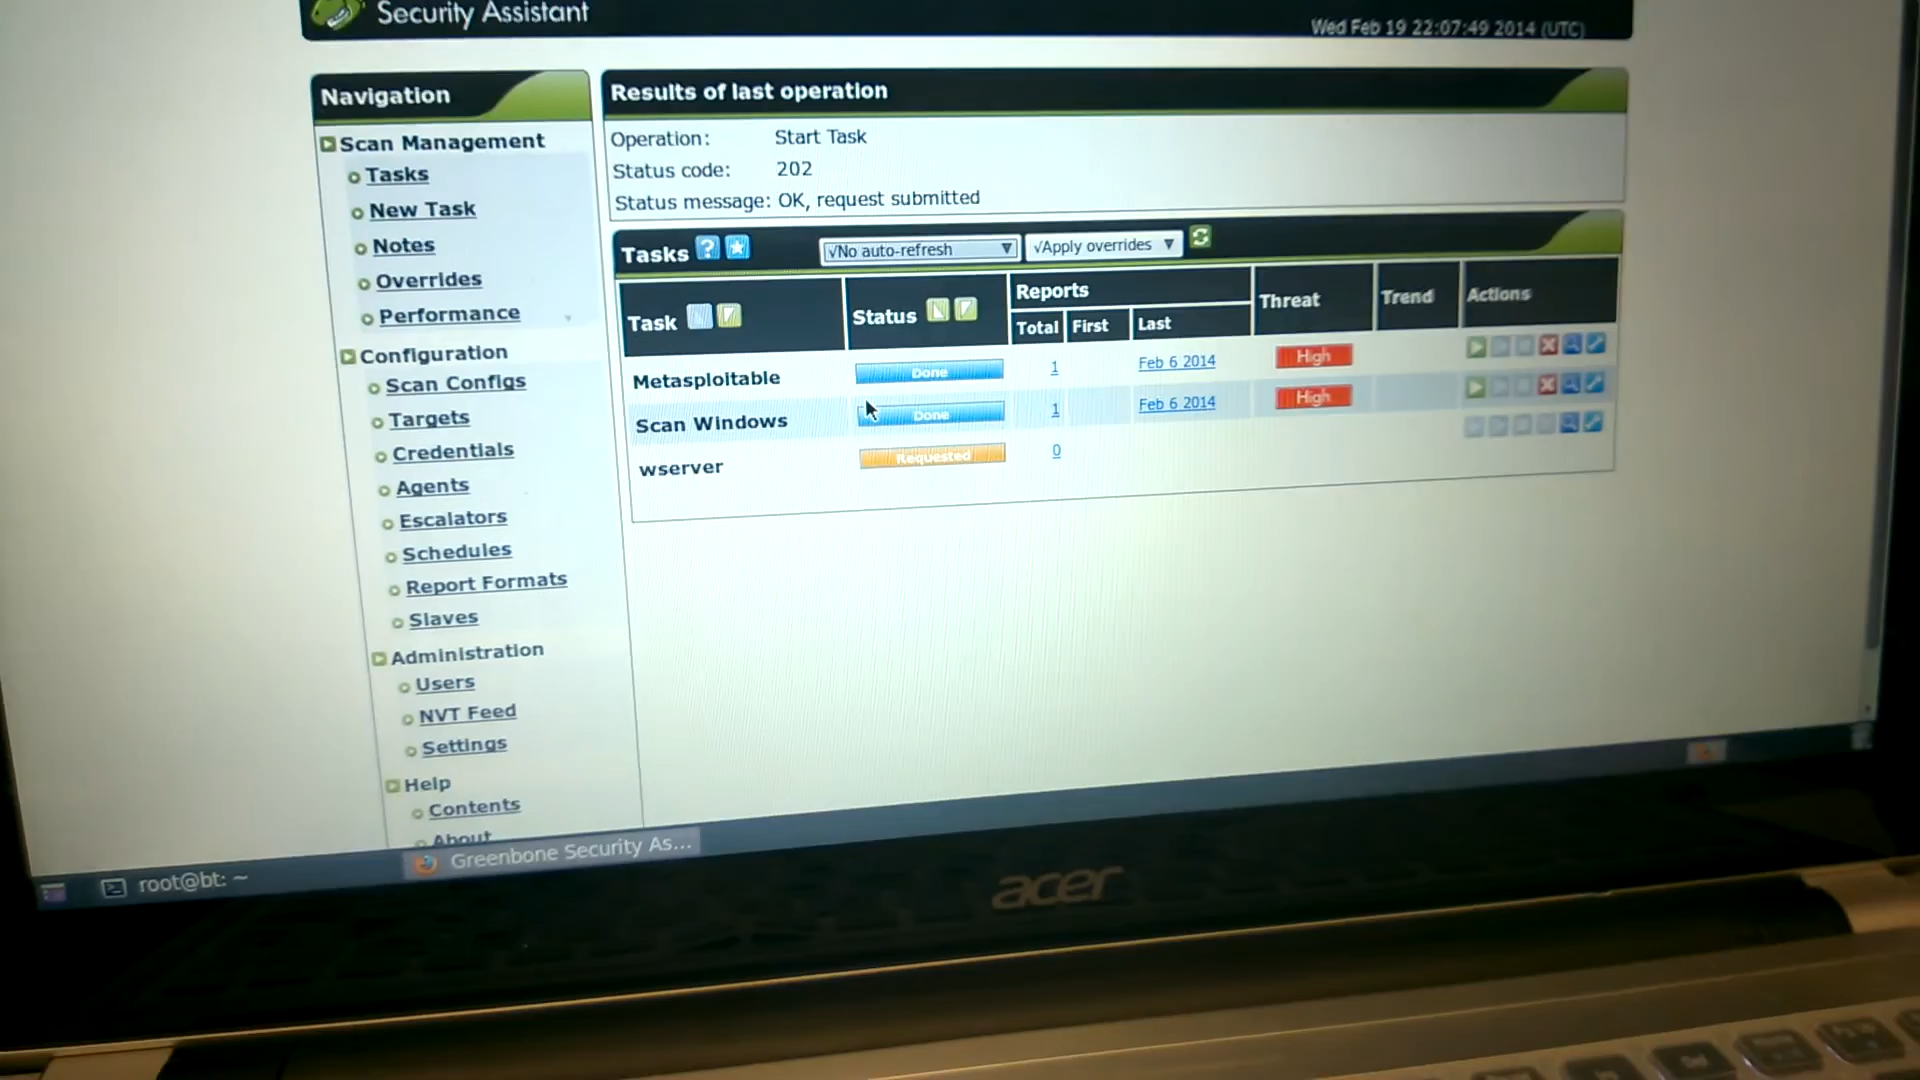 Security Assistant
Wed Feb 19 22:07:49 2014 (UTC)
Navigation
Scan Management
Tasks
New Task
Notes
Overrides
Performance
Configuration
Scan Configs
Targets
Credentials
Agents
Escalators
Schedules
Report Formats
Slaves
Administration
Users
NVT Feed
Settings
Help
Contents
About
Results of last operation
Operation: Start Task
Status code: 202
Status message: OK, request submitted
Tasks ? √No auto-refresh √Apply overrides
Task Status Reports Threat Trend Actions
Total First Last
Metasploitable Done 1 Feb 6 2014 High
Scan Windows Done 1 Feb 6 2014 High
wserver Requested 0
root@bt: ~
Greenbone Security As...
acer